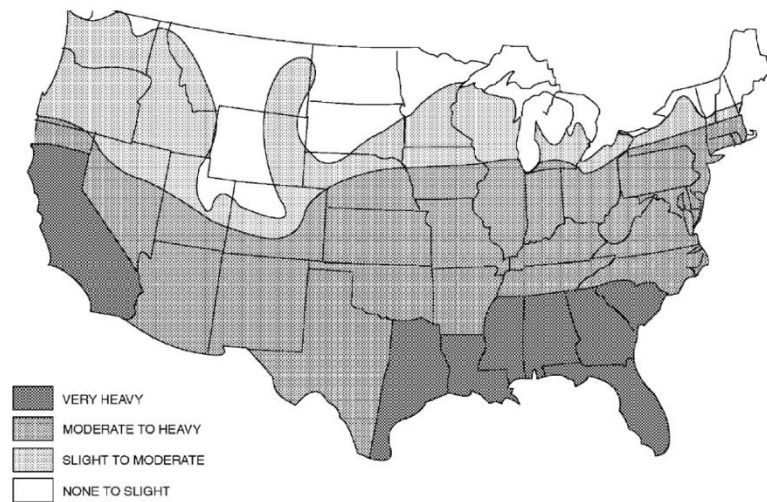 VERY HEAVY
MODERATE TO HEAVY
SLIGHT TO MODERATE
NONE TO SLIGHT